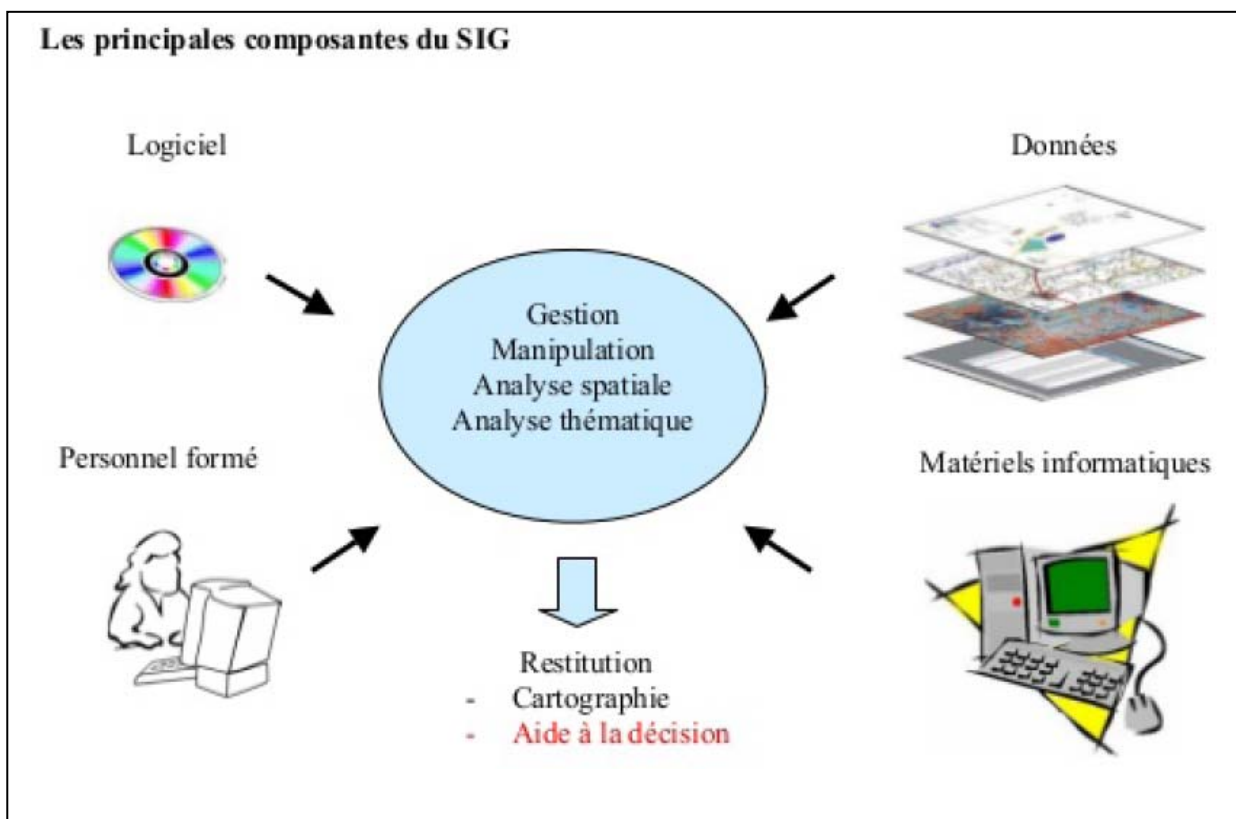 Les principales composantes du SIG
Logiciel
Données
Gestion
Manipulation
Analyse spatiale
Analyse thématique
Personnel formé
Matériels informatiques
Restitution
- Cartographie
- Aide à la décision